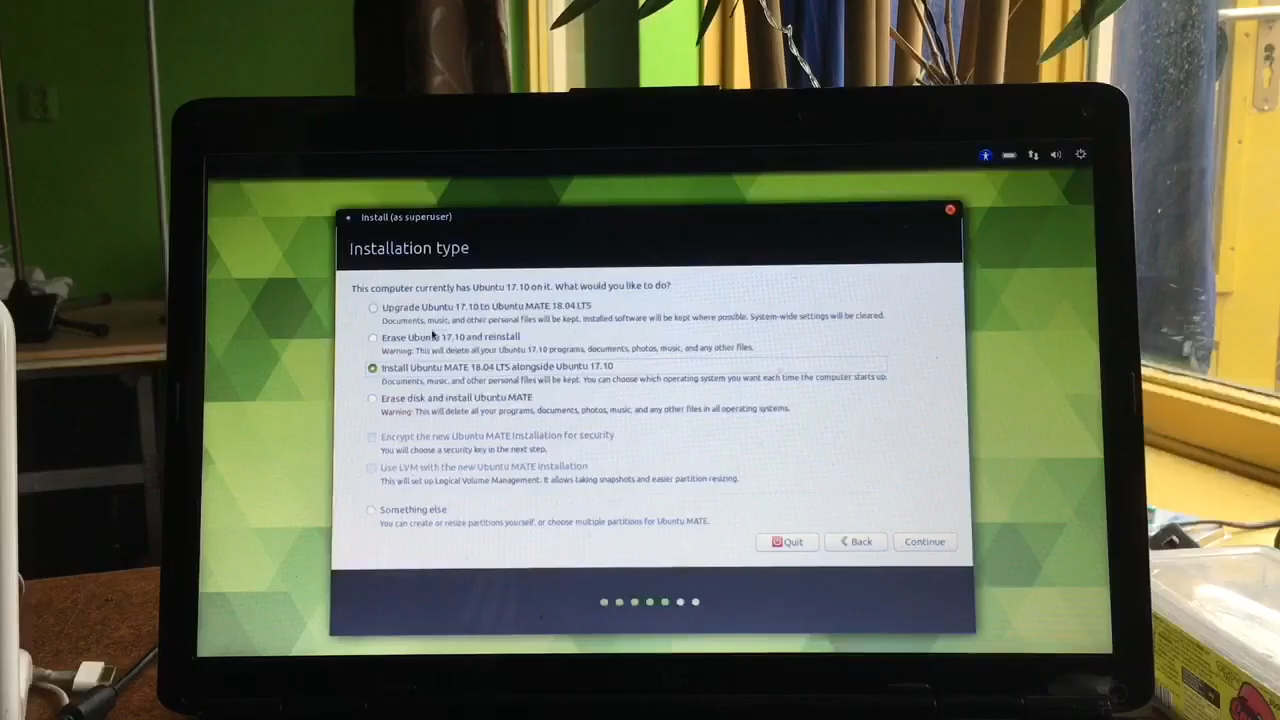 Install (as superuser)
Installation type
This computer currently has Ubuntu 17.10 on it. What would you like to do?
Upgrade Ubuntu 17.10 to Ubuntu MATE 18.04 LTS
Documents, music, and other personal files will be kept. Installed software will be kept where possible. System-wide settings will be cleared.
Erase Ubuntu 17.10 and reinstall
Warning: This will delete all your Ubuntu 17.10 programs, documents, photos, music, and any other files.
Install Ubuntu MATE 18.04 LTS alongside Ubuntu 17.10
Documents, music, and other personal files will be kept. You can choose which operating system you want each time the computer starts up.
Erase disk and install Ubuntu MATE
Warning: This will delete all your programs, documents, photos, music, and any other files in all operating systems.
Encrypt the new Ubuntu MATE installation for security
You will choose a security key in the next step.
Use LVM with the new Ubuntu MATE installation
This will set up Logical Volume Management. It allows taking snapshots and easier partition resizing.
Something else
You can create or resize partitions yourself, or choose multiple partitions for Ubuntu MATE.
Quit
Back
Continue